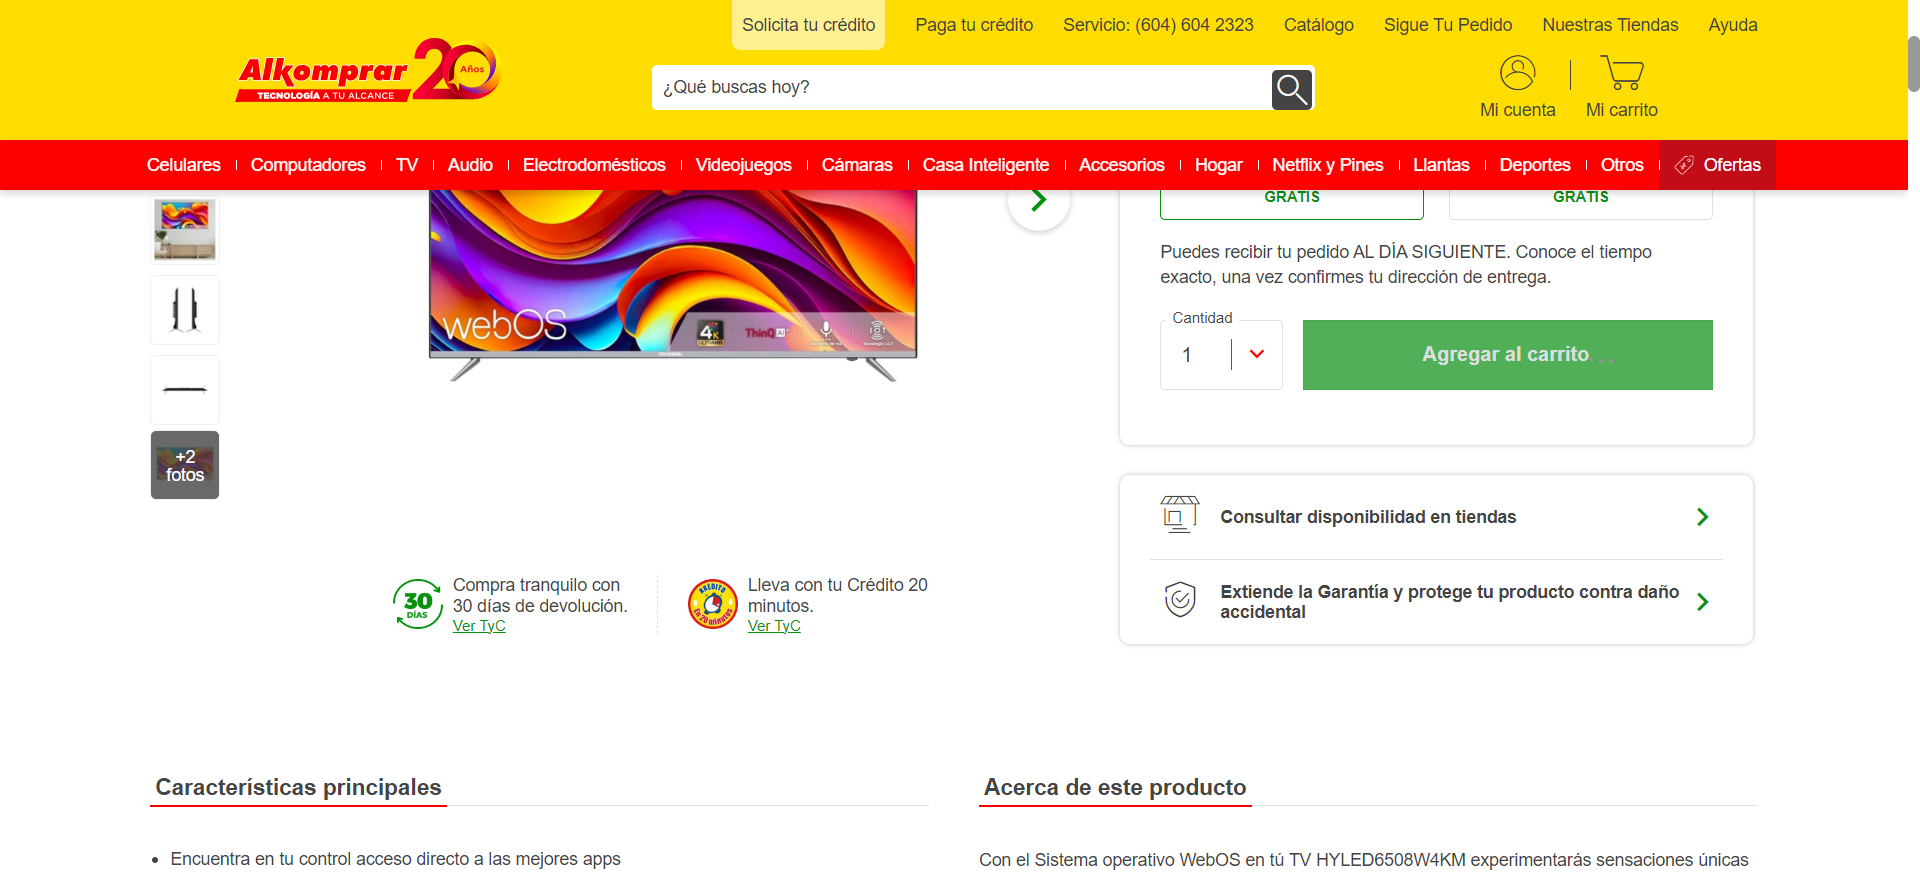 Solicita tu crédito
Paga tu crédito
Servicio: (604) 604 2323
Catálogo
Sigue Tu Pedido
Nuestras Tiendas
Ayuda
Alkomprar 20 Años
TECNOLOGÍA A TU ALCANCE
¿Qué buscas hoy?
Mi cuenta
Mi carrito
Celulares
Computadores
TV
Audio
Electrodomésticos
Videojuegos
Cámaras
Casa Inteligente
Accesorios
Hogar
Netflix y Pines
Llantas
Deportes
Otros
Ofertas
GRATIS
GRATIS
Puedes recibir tu pedido AL DÍA SIGUIENTE. Conoce el tiempo
exacto, una vez confirmes tu dirección de entrega.
Cantidad
1
Agregar al carrito...
webOS
4K
ULTRAHD
ThinQ AI
HYUNDAI
+2
fotos
Consultar disponibilidad en tiendas
Extiende la Garantía y protege tu producto contra daño
accidental
30
DÍAS
Compra tranquilo con
30 días de devolución.
Ver TyC
KREDITO
En 20 minutos
Lleva con tu Crédito 20
minutos.
Ver TyC
Características principales
Encuentra en tu control acceso directo a las mejores apps
Acerca de este producto
Con el Sistema operativo WebOS en tú TV HYLED6508W4KM experimentarás sensaciones únicas